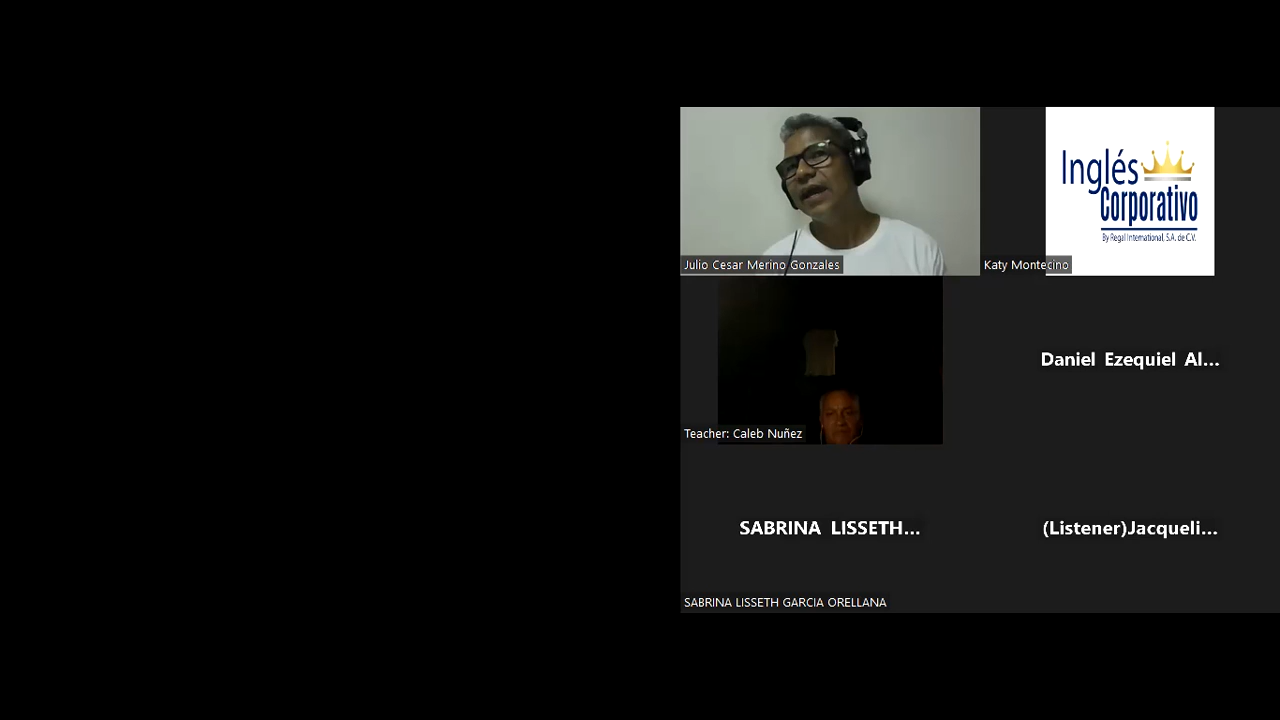 Inglés
Corporativo
By Regal International, S.A. de C.V.
Julio Cesar Merino Gonzales
Katy Montecino
Daniel Ezequiel Al...
Teacher: Caleb Nuñez
SABRINA LISSETH...
(Listener)Jacqueli...
SABRINA LISSETH GARCIA ORELLANA